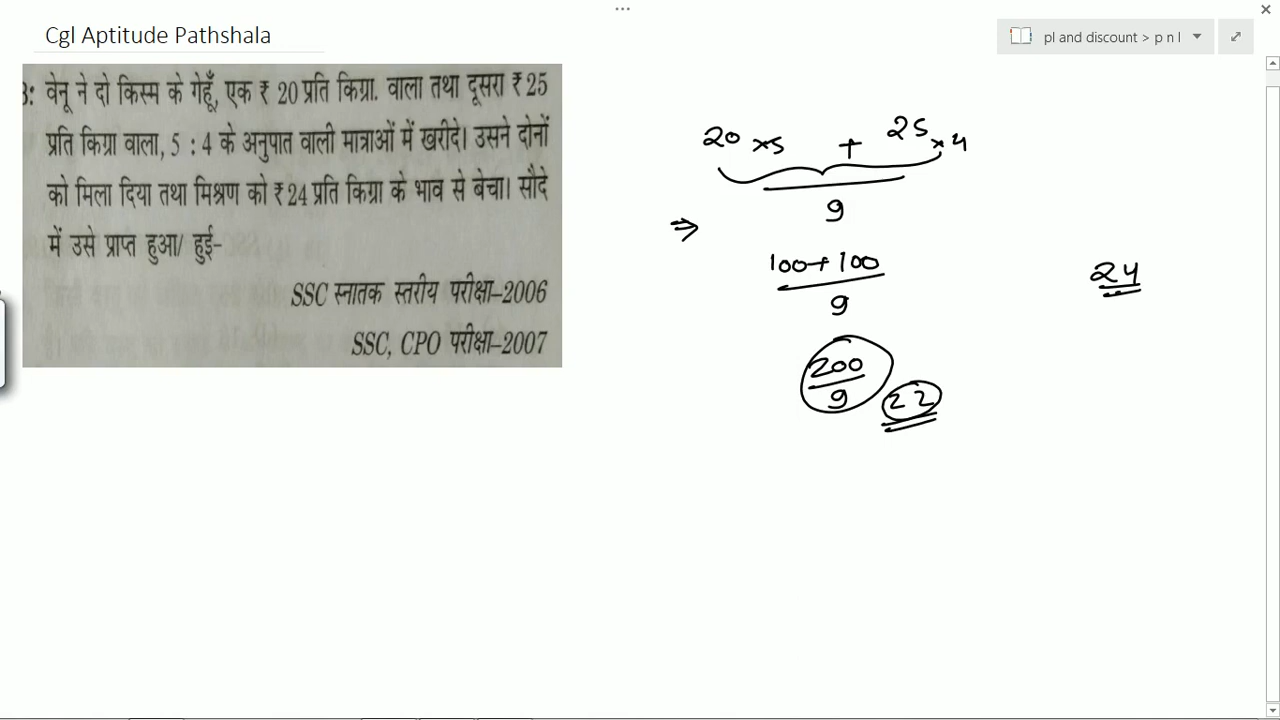 Cgl Aptitude Pathshala
pl and discount > p n l
3: वेनू ने दो किस्म के गेहूँ, एक ₹ 20 प्रति किग्रा. वाला तथा दूसरा ₹ 25
प्रति किग्रा वाला, 5 : 4 के अनुपात वाली मात्राओं में खरीदे। उसने दोनों
को मिला दिया तथा मिश्रण को ₹ 24 प्रति किग्रा के भाव से बेचा। सौदे
में उसे प्राप्त हुआ/ हुई-
SSC स्नातक स्तरीय परीक्षा-2006
SSC, CPO परीक्षा-2007
20 ×5 + 25 ×4
9
⇒
100+100
9
24
200
9
22